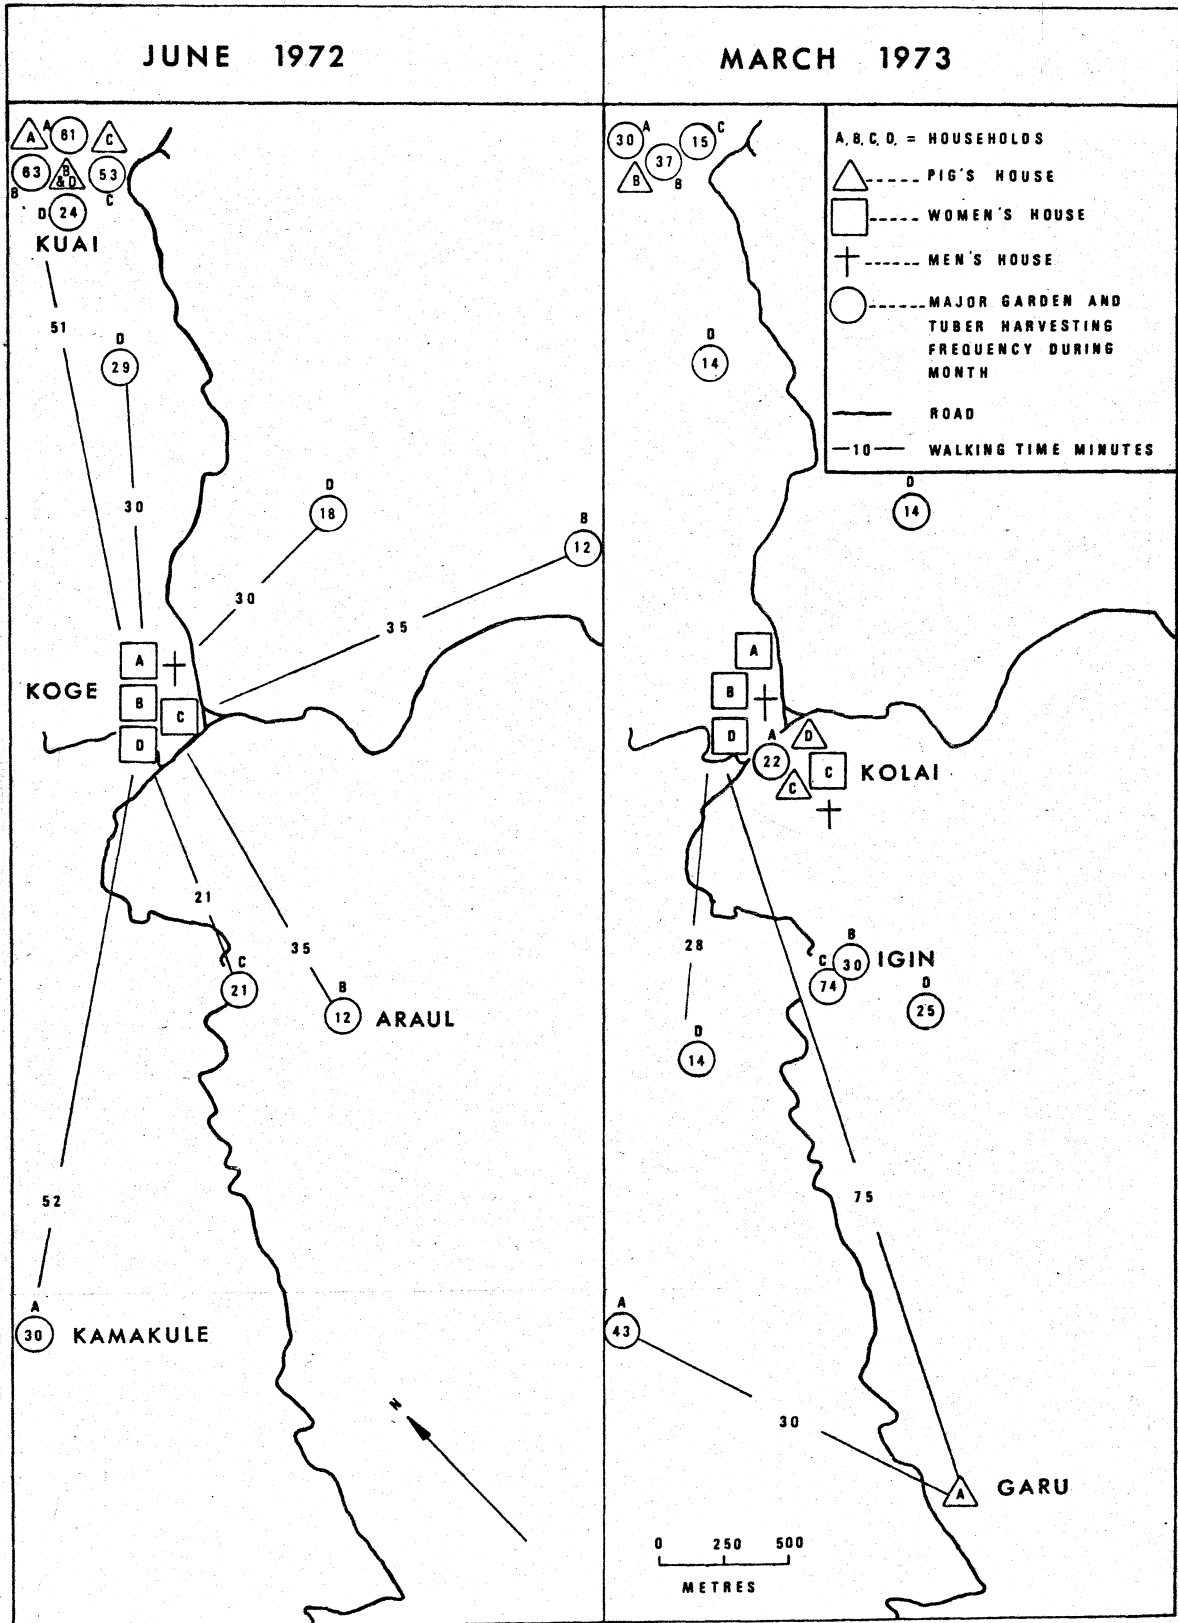 JUNE 1972
A
A
61
C
63
B
& D
53
B
C
D
24
KUAI
51
D
29
30
D
18
30
B
12
35
A
KOGE
B
C
D
21
35
C
21
B
12
ARAUL
52
A
30
KAMAKULE
N
MARCH 1973
A
30
C
15
37
B
B
A, B, C, D, = HOUSEHOLDS
PIG'S HOUSE
WOMEN'S HOUSE
MEN'S HOUSE
MAJOR GARDEN AND
TUBER HARVESTING
FREQUENCY DURING
MONTH
ROAD
10 WALKING TIME MINUTES
D
14
D
14
A
B
D
A
22
D
C
C
KOLAI
28
B
30
IGIN
C
74
D
25
D
14
75
A
43
30
A
GARU
0 250 500
METRES